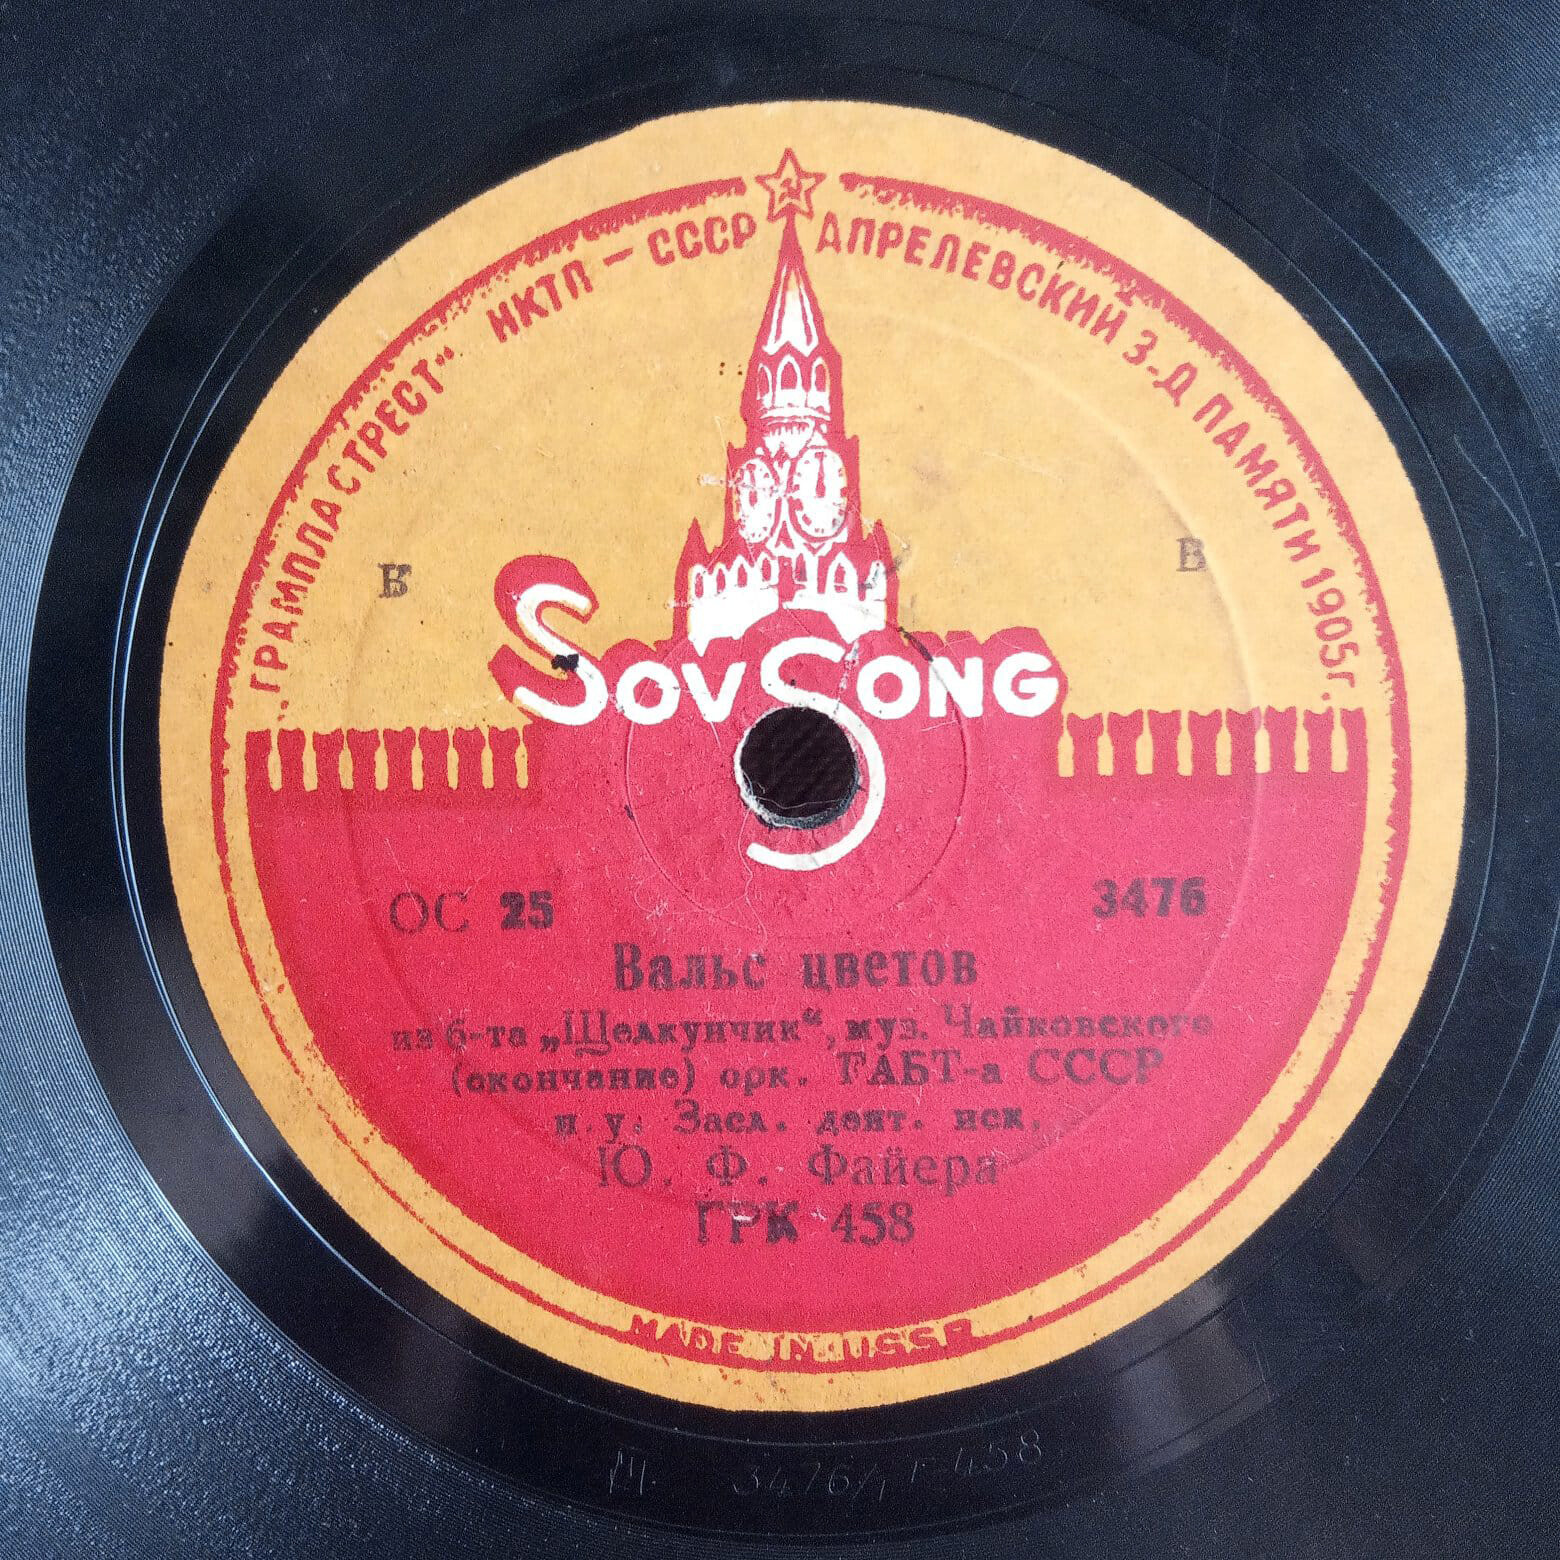 „ГРАМПЛАСТРЕСТ“ НКТП — СССР АПРЕЛЕВСКИЙ З-Д ПАМЯТИ 1905 г.
В В
SOVSONG
ОС 25 3476
Вальс цветов
из б-та „Щелкунчик“, муз. Чайковского
(окончание) орк. ГАБТ-а СССР
п. у. Засл. деят. иск.
Ю. Ф. Файера
ГРК 458
MADE IN USSR
3476/1 Г-458